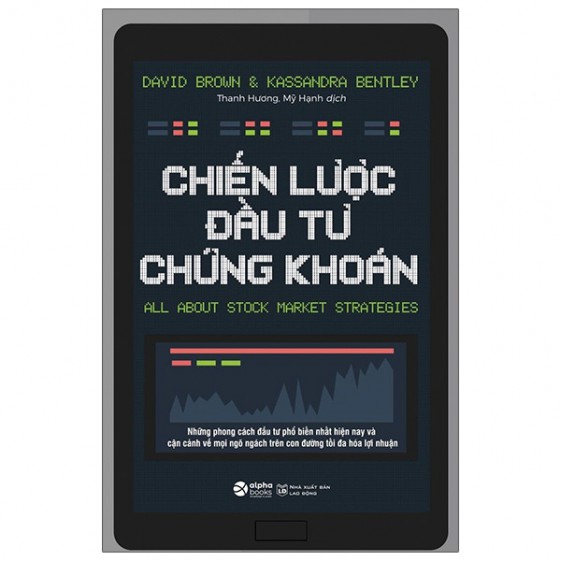 DAVID BROWN & KASSANDRA BENTLEY
Thanh Hương, Mỹ Hạnh dịch
CHIẾN LƯỢC
ĐẦU TƯ
CHỨNG KHOÁN
ALL ABOUT STOCK MARKET STRATEGIES
Những phong cách đầu tư phổ biến nhất hiện nay và
cận cảnh về mọi ngõ ngách trên con đường tối đa hóa lợi nhuận
alpha
books
NHÀ XUẤT BẢN
LAO ĐỘNG